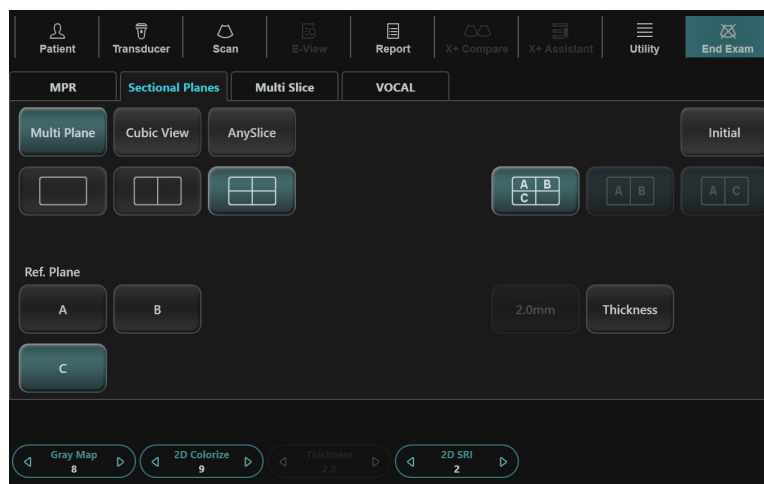 Patient
Transducer
Scan
E-View
Report
X+ Compare
X+ Assistant
Utility
End Exam
MPR
Sectional Planes
Multi Slice
VOCAL
Multi Plane
Cubic View
AnySlice
Initial
A B
C
A B
A C
Ref. Plane
A
B
2.0mm
Thickness
C
Gray Map
8
2D Colorize
9
Thickness
2.0
2D SRI
2